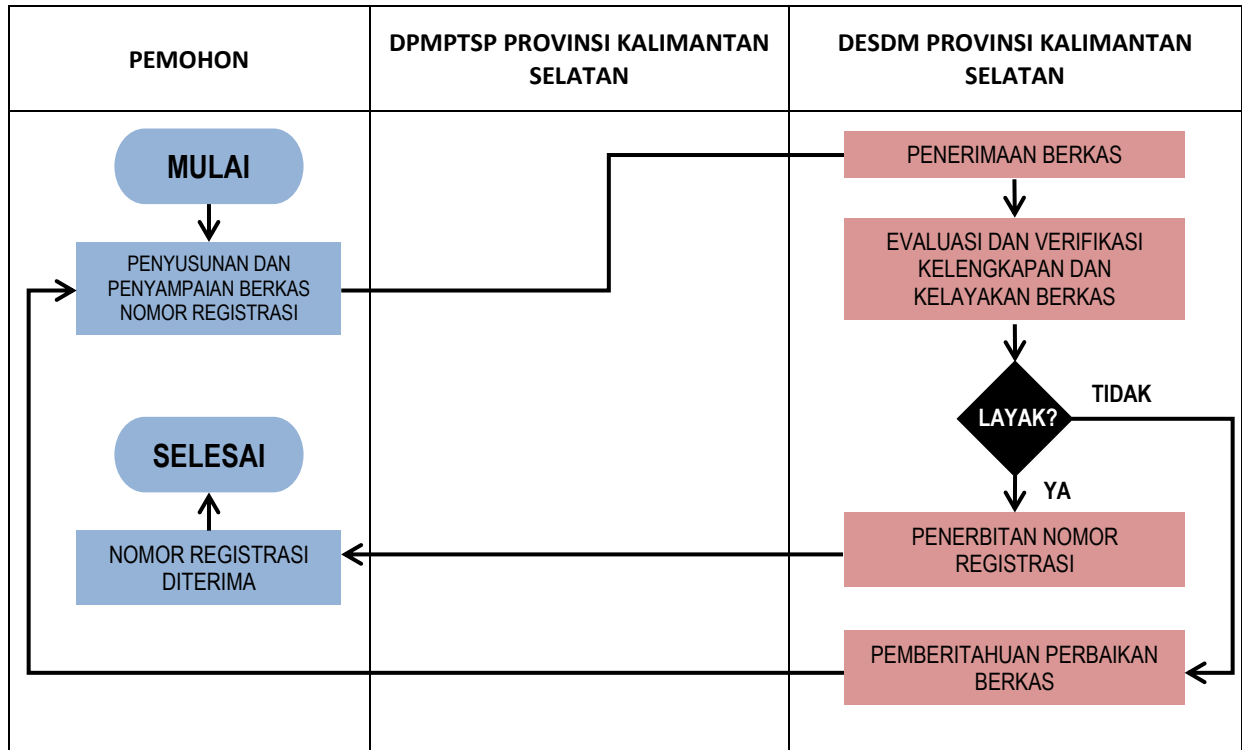 PEMOHON
DPMPTSP PROVINSI KALIMANTAN
SELATAN
DESDM PROVINSI KALIMANTAN
SELATAN
MULAI
PENYUSUNAN DAN
PENYAMPAIAN BERKAS
NOMOR REGISTRASI
PENERIMAAN BERKAS
EVALUASI DAN VERIFIKASI
KELENGKAPAN DAN
KELAYAKAN BERKAS
LAYAK?
TIDAK
YA
PENERBITAN NOMOR
REGISTRASI
NOMOR REGISTRASI
DITERIMA
SELESAI
PEMBERITAHUAN PERBAIKAN
BERKAS